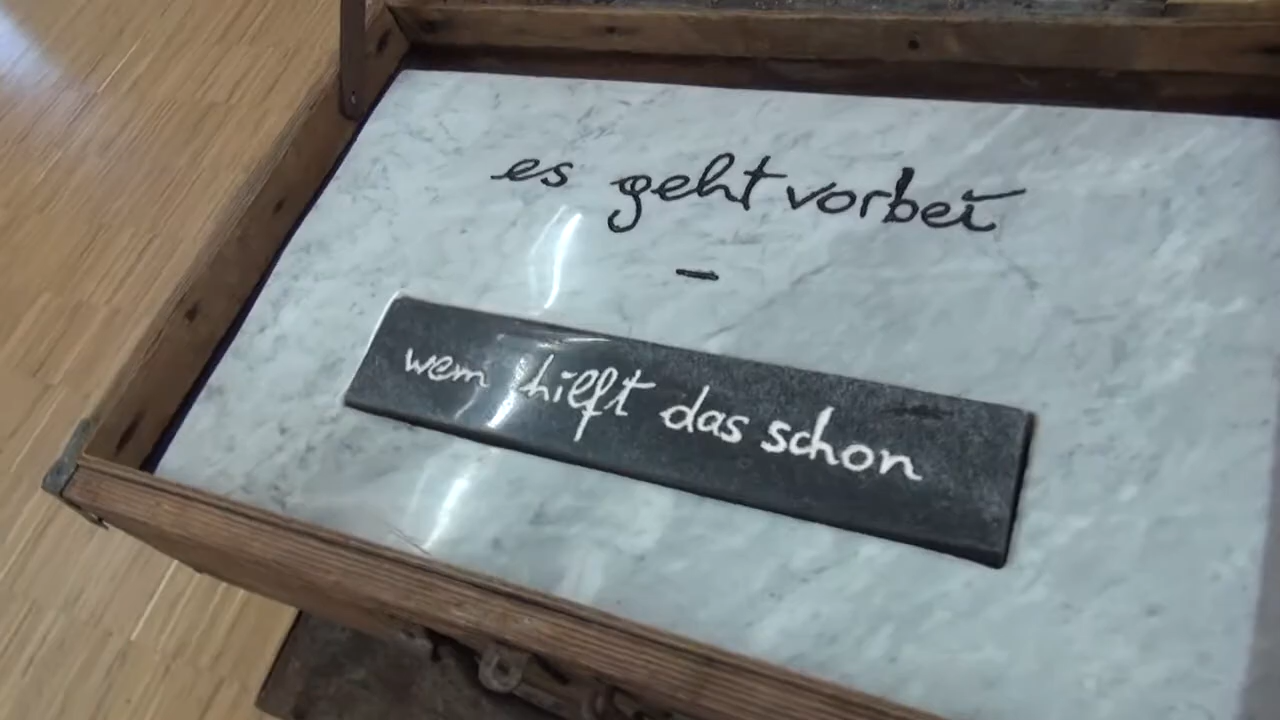 es geht vorbei
–
wem hilft das schon